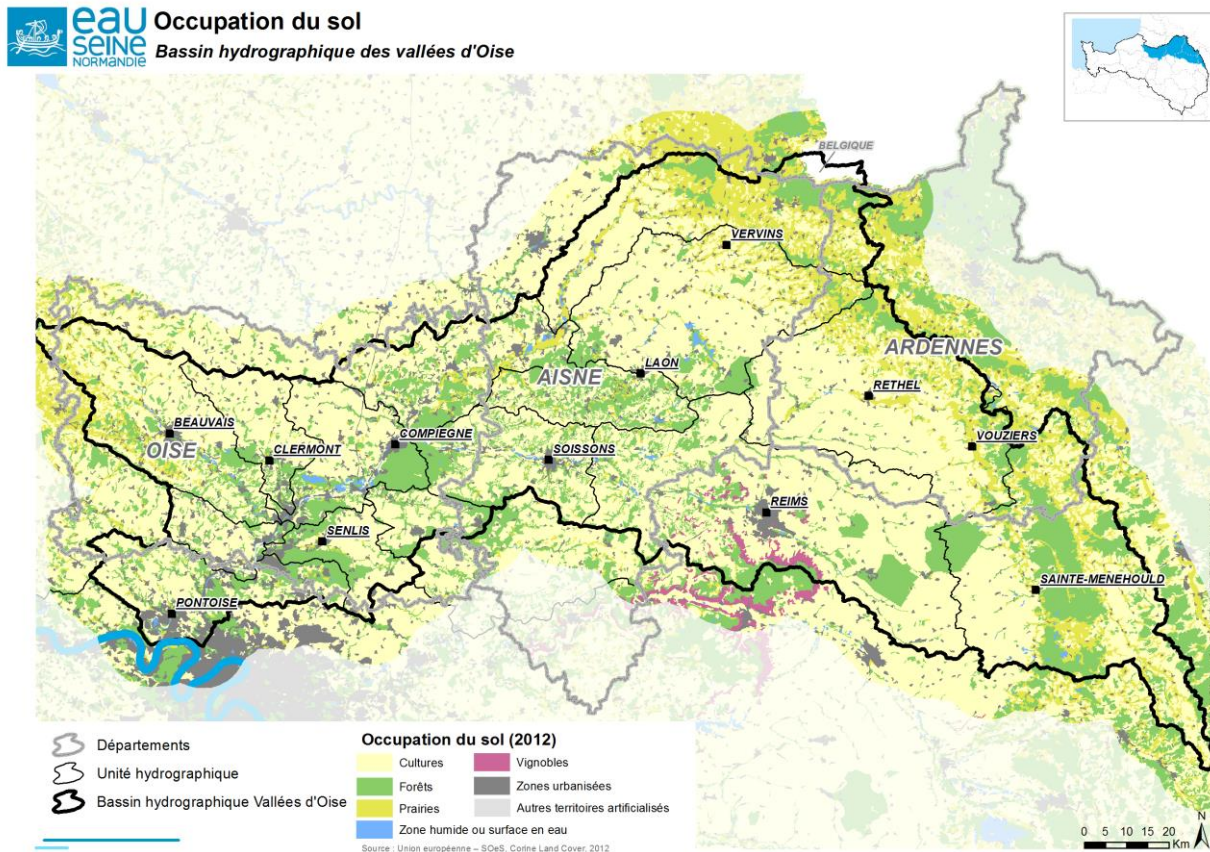 eau
SEINE
NORMANDIE
Occupation du sol
Bassin hydrographique des vallées d'Oise
BELGIQUE
VERVINS
ARDENNES
LAON
AISNE
RETHEL
BEAUVAIS
COMPIEGNE
VOUZIERS
OISE
CLERMONT
SOISSONS
REIMS
SENLIS
SAINTE-MENEHOULD
PONTOISE
Départements
Unité hydrographique
Bassin hydrographique Vallées d'Oise
Occupation du sol (2012)
Cultures
Vignobles
Forêts
Zones urbanisées
Prairies
Autres territoires artificialisés
Zone humide ou surface en eau
Source : Union européenne – SOeS, Corine Land Cover, 2012
N
0 5 10 15 20
Km